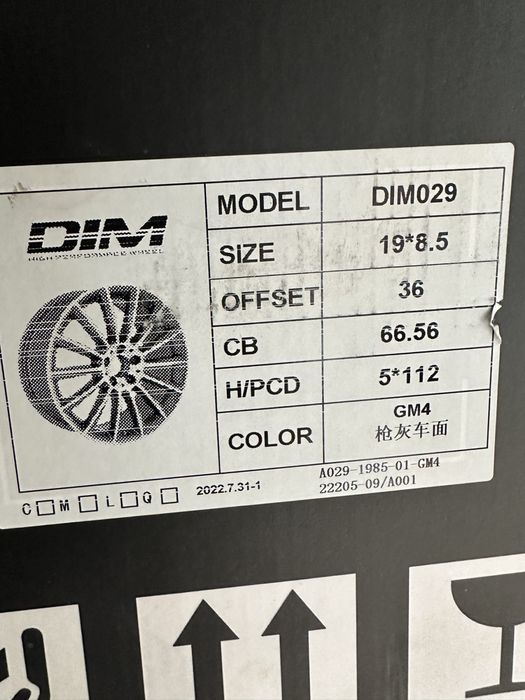 DIM
HIGH PERFORMANCE WHEEL
MODEL DIM029
SIZE 19*8.5
OFFSET 36
CB 66.56
H/PCD 5*112
COLOR GM4
枪灰车面
C□ M□ L□ Q□ 2022.7.31-1
A029-1985-01-GM4
22205-09/A001